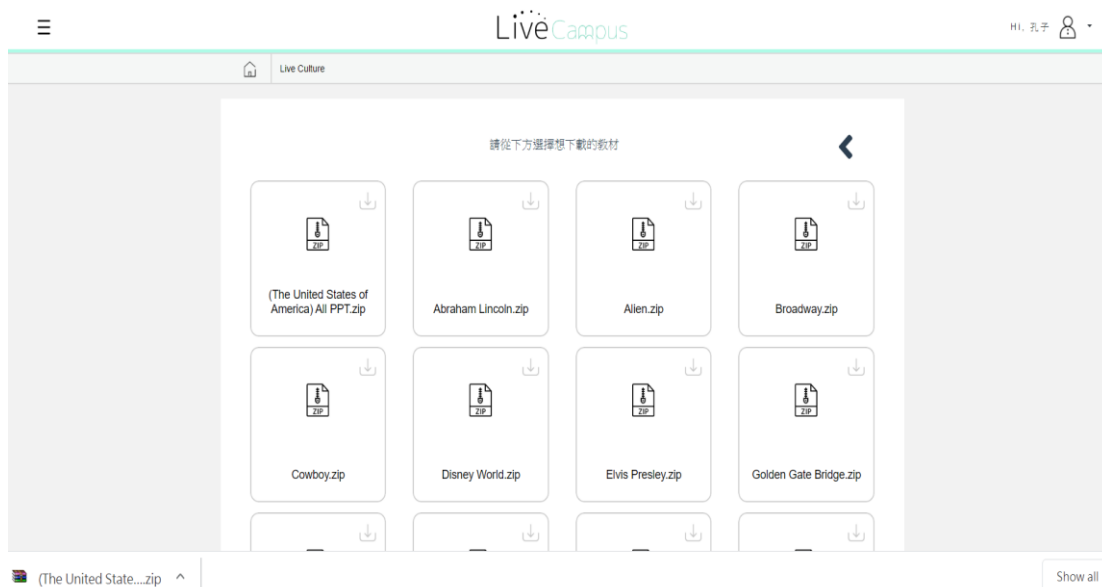 LiveCampus
Hi, 孔子
Live Culture
請從下方選擇想下載的教材
ZIP
ZIP
ZIP
ZIP
(The United States of
America) All PPT.zip
Abraham Lincoln.zip
Alien.zip
Broadway.zip
ZIP
ZIP
ZIP
ZIP
Cowboy.zip
Disney World.zip
Elvis Presley.zip
Golden Gate Bridge.zip
(The United State....zip
Show all